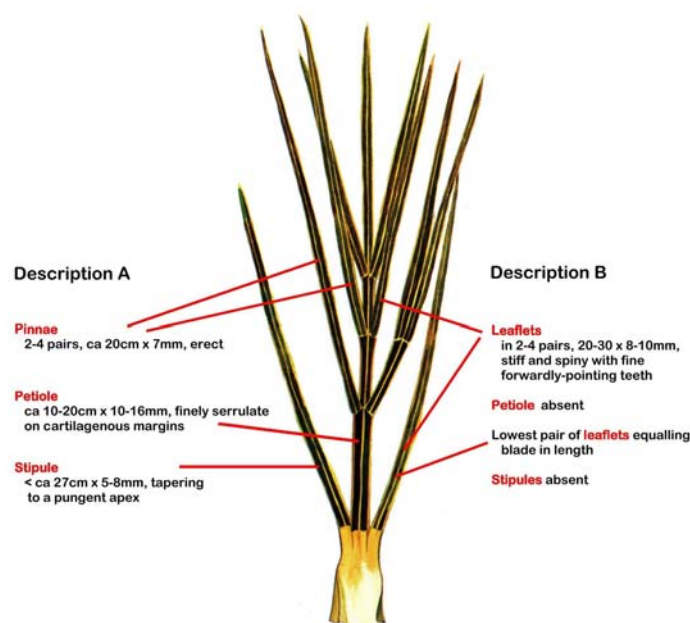 Description A
Pinnae
2-4 pairs, ca 20cm x 7mm, erect
Petiole
ca 10-20cm x 10-16mm, finely serrulate
on cartilagenous margins
Stipule
< ca 27cm x 5-8mm, tapering
to a pungent apex
Description B
Leaflets
in 2-4 pairs, 20-30 x 8-10mm,
stiff and spiny with fine
forwardly-pointing teeth
Petiole absent
Lowest pair of leaflets equalling
blade in length
Stipules absent